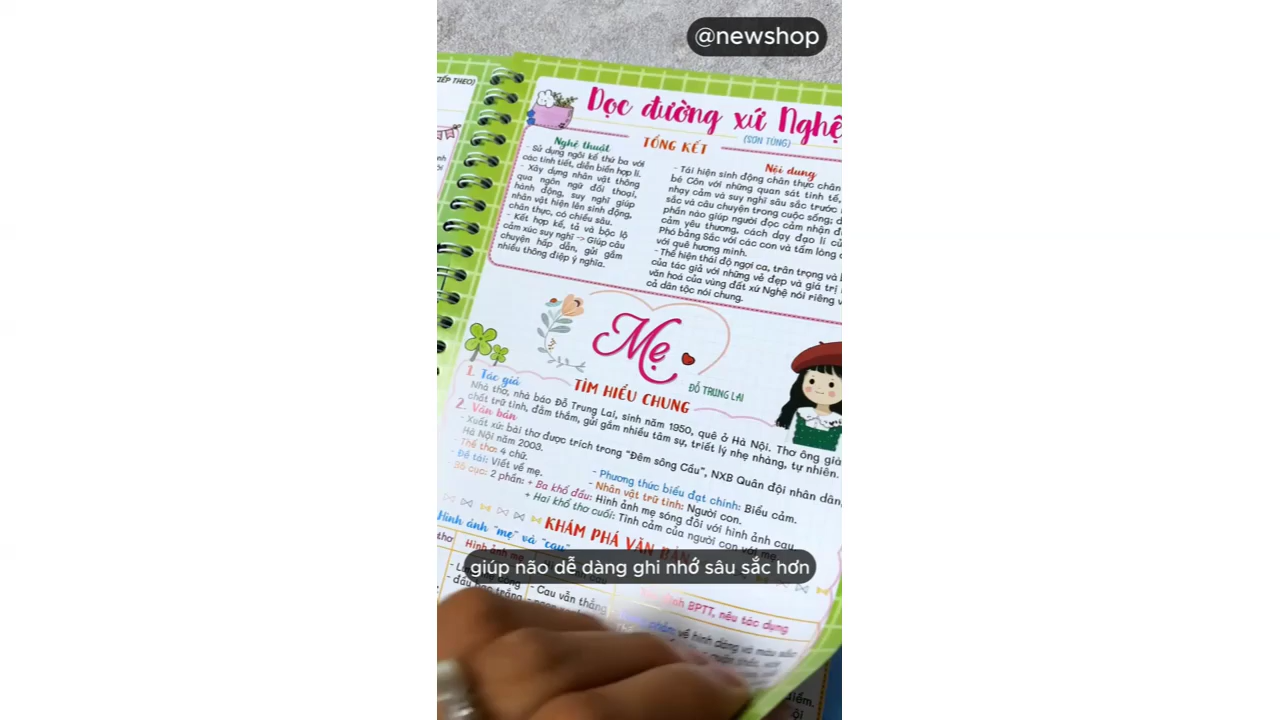 @newshop
(TIẾP THEO)
Dọc đường xứ Nghệ
(SƠN TÙNG)
TỔNG KẾT
Nghệ thuật
- Sử dụng ngôi kể thứ ba với
các tình tiết, diễn biến hợp lí.
- Xây dựng nhân vật thông
qua ngôn ngữ đối thoại,
hành động, suy nghĩ giúp
nhân vật hiện lên sinh động,
chân thực, có chiều sâu.
- Kết hợp kể, tả và bộc lộ
cảm xúc suy nghĩ -> Giúp câu
chuyện hấp dẫn, gửi gắm
nhiều thông điệp ý nghĩa.
Nội dung
- Tái hiện sinh động chân thực chân
bé Côn với những quan sát tinh tế,
nhạy cảm và suy nghĩ sâu sắc trước
sắc và câu chuyện trong cuộc sống;
phần nào giúp người đọc cảm nhận
cảm yêu thương, cách dạy đạo lí
Phó bảng Sắc với các con và tấm lòng
với quê hương mình.
- Thể hiện thái độ ngợi ca, trân trọng và
của tác giả với những vẻ đẹp và giá trị
văn hoá của vùng đất xứ Nghệ nói riêng
cả dân tộc nói chung.
Mẹ
ĐỖ TRUNG LAI
TÌM HIỂU CHUNG
1. Tác giả
Nhà thơ, nhà báo Đỗ Trung Lai, sinh năm 1950, quê ở Hà Nội. Thơ ông già
chất trữ tình, đằm thắm, gửi gắm nhiều tâm sự, triết lý nhẹ nhàng, tự nhiên.
2. Văn bản
- Xuất xứ: bài thơ được trích trong "Đêm sông Cầu", NXB Quân đội nhân dân,
Hà Nội năm 2003.
- Thể thơ: 4 chữ.
- Đề tài: Viết về mẹ.
- Phương thức biểu đạt chính: Biểu cảm.
- Nhân vật trữ tình: Người con.
- Bố cục: 2 phần: + Ba khổ đầu: Hình ảnh mẹ sóng đôi với hình ảnh cau.
+ Hai khổ thơ cuối: Tình cảm của người con với mẹ.
KHÁM PHÁ VĂN BẢN
Hình ảnh "mẹ" và "cau"
thơ
Hình ảnh mẹ
- Cau vẫn thẳng
BPTT, nêu tác dụng
về hình dáng và màu sắc
giúp não dễ dàng ghi nhớ sâu sắc hơn